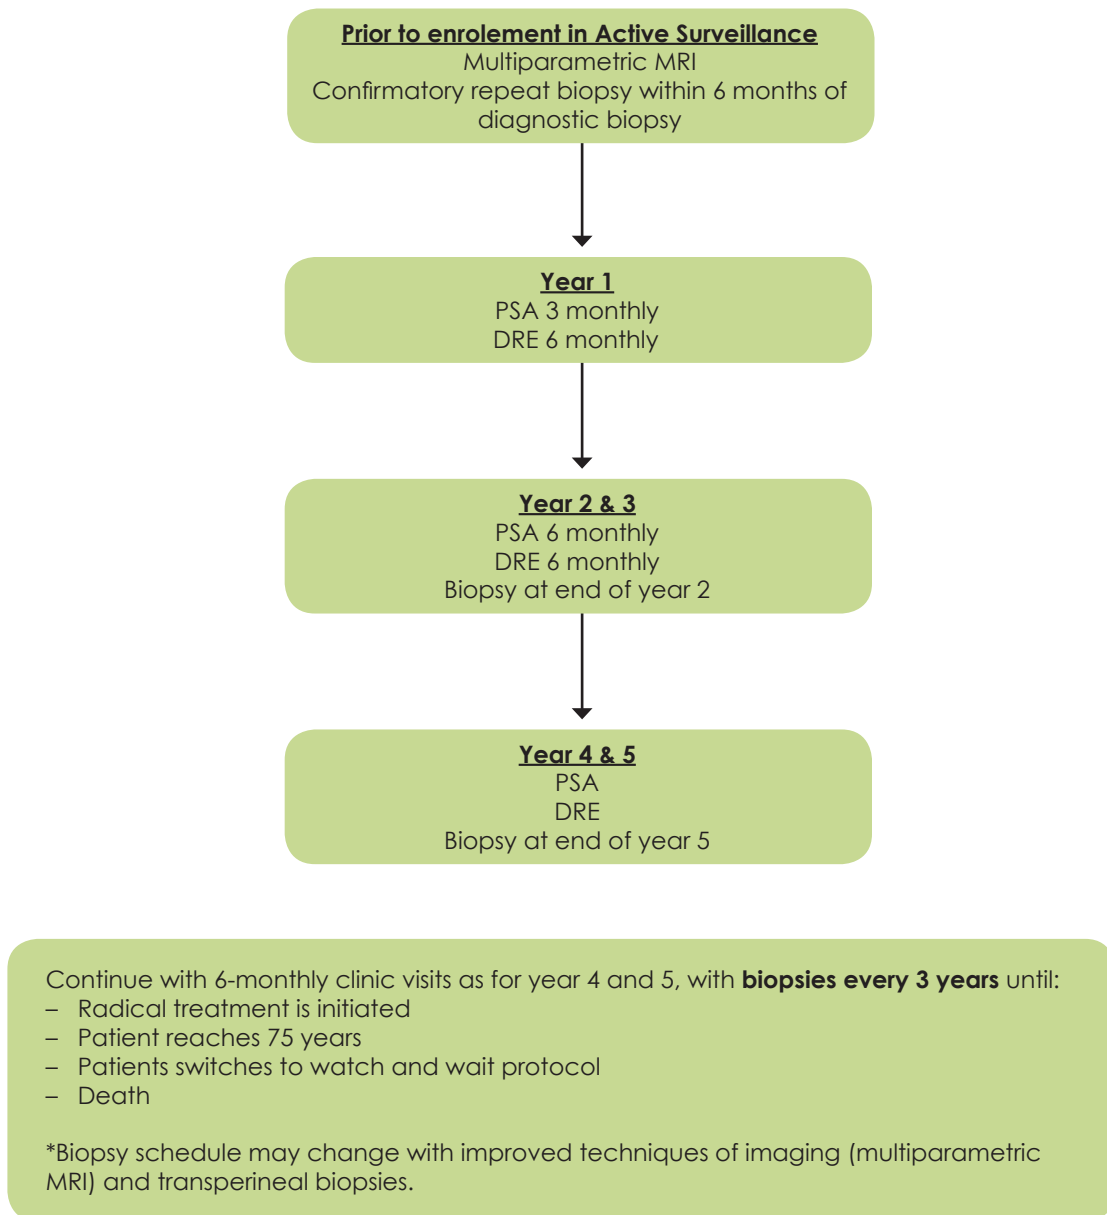 Prior to enrolement in Active Surveillance
Multiparametric MRI
Confirmatory repeat biopsy within 6 months of
diagnostic biopsy
Year 1
PSA 3 monthly
DRE 6 monthly
Year 2 & 3
PSA 6 monthly
DRE 6 monthly
Biopsy at end of year 2
Year 4 & 5
PSA
DRE
Biopsy at end of year 5
Continue with 6-monthly clinic visits as for year 4 and 5, with biopsies every 3 years until:
– Radical treatment is initiated
– Patient reaches 75 years
– Patients switches to watch and wait protocol
– Death
*Biopsy schedule may change with improved techniques of imaging (multiparametric
MRI) and transperineal biopsies.